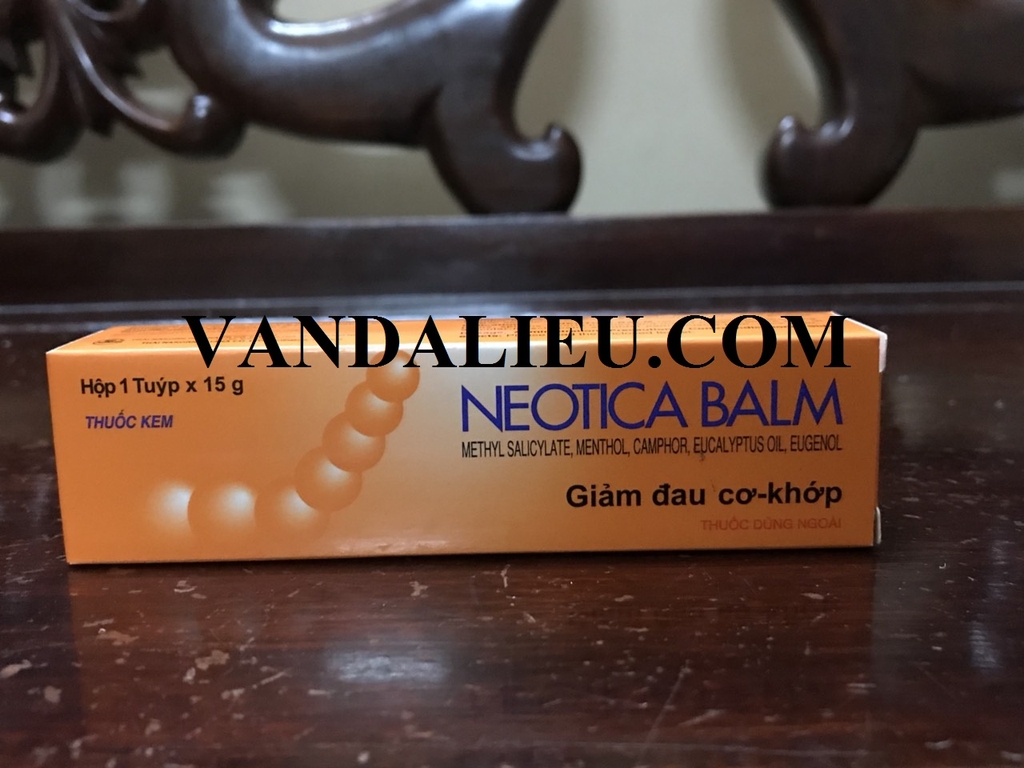 VANDALIEU.COM
Hộp 1 Tuýp x 15 g
THUỐC KEM
NEOTICA BALM
METHYL SALICYLATE, MENTHOL, CAMPHOR, EUCALYPTUS OIL, EUGENOL
Giảm đau cơ-khớp
THUỐC DÙNG NGOÀI